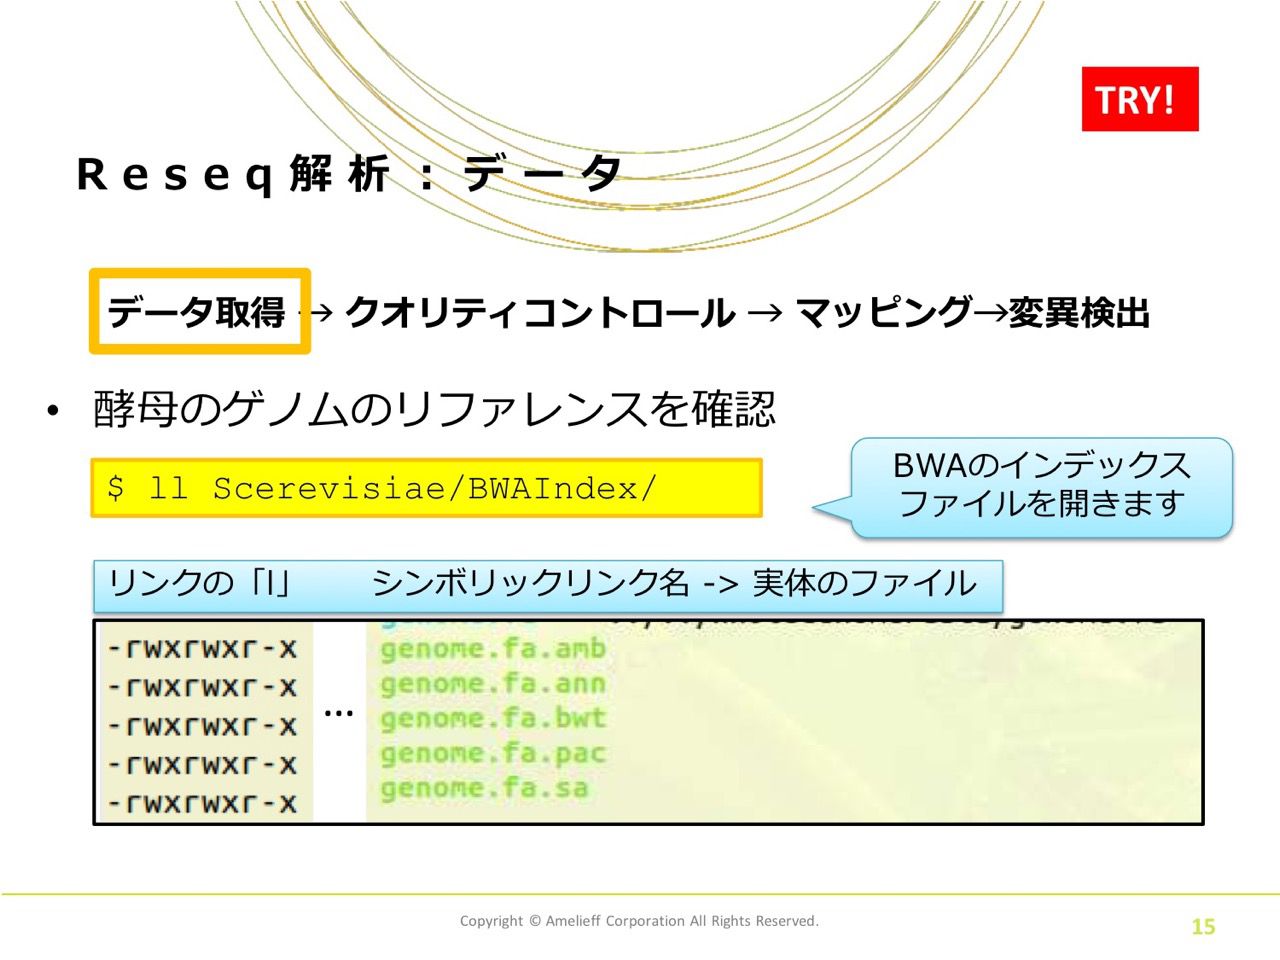 TRY!
Reseq解析：データ
データ取得 → クオリティコントロール → マッピング→変異検出
• 酵母のゲノムのリファレンスを確認
$ ll Scerevisiae/BWAIndex/
BWAのインデックス
ファイルを開きます
リンクの「l」 シンボリックリンク名 -> 実体のファイル
-rwxrwxr-x genome.fa.amb
-rwxrwxr-x genome.fa.ann
-rwxrwxr-x ... genome.fa.bwt
-rwxrwxr-x genome.fa.pac
-rwxrwxr-x genome.fa.sa
Copyright © Amelieff Corporation All Rights Reserved.
15